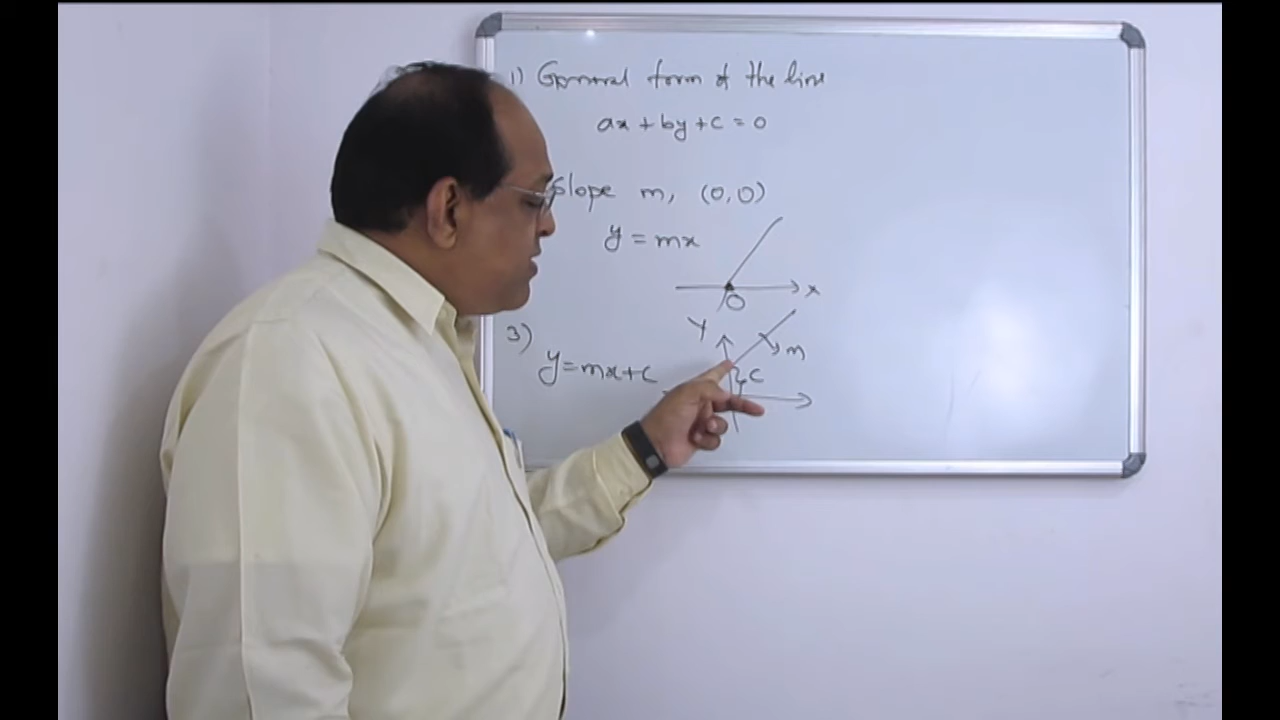 1) General form of the line
ax + by + c = 0
Slope m, (0,0)
y = mx
O
x
3)
y = mx + c
Y
m
c